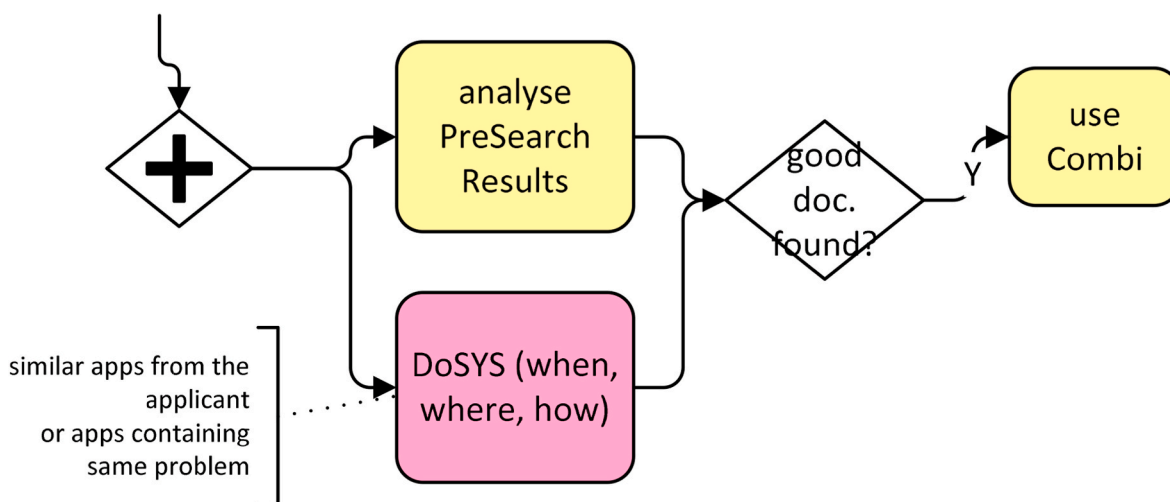 analyse
PreSearch
Results
good
doc.
found?
Y
use
Combi
DoSYS (when,
where, how)
similar apps from the
applicant
or apps containing
same problem